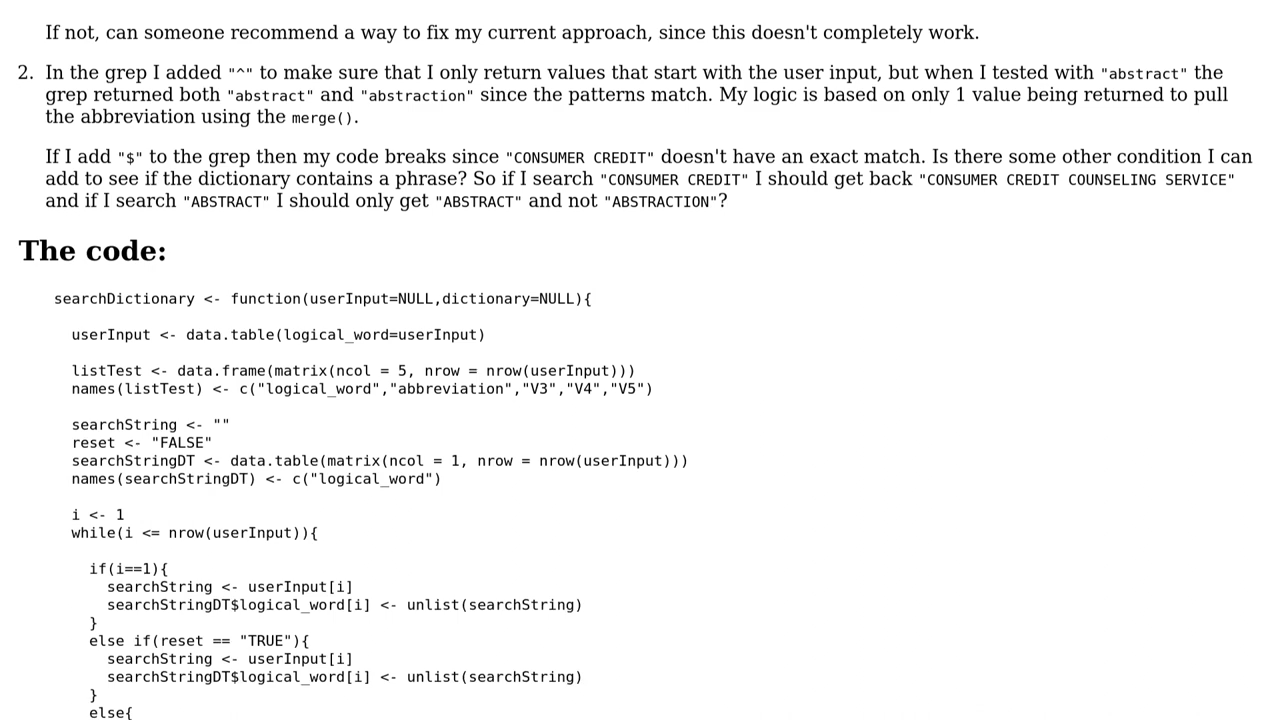 If not, can someone recommend a way to fix my current approach, since this doesn't completely work.
2. In the grep I added "^" to make sure that I only return values that start with the user input, but when I tested with "abstract" the
grep returned both "abstract" and "abstraction" since the patterns match. My logic is based on only 1 value being returned to pull
the abbreviation using the merge().
If I add "$" to the grep then my code breaks since "CONSUMER CREDIT" doesn't have an exact match. Is there some other condition I can
add to see if the dictionary contains a phrase? So if I search "CONSUMER CREDIT" I should get back "CONSUMER CREDIT COUNSELING SERVICE"
and if I search "ABSTRACT" I should only get "ABSTRACT" and not "ABSTRACTION"?
The code:
searchDictionary <- function(userInput=NULL,dictionary=NULL){
userInput <- data.table(logical_word=userInput)
listTest <- data.frame(matrix(ncol = 5, nrow = nrow(userInput)))
names(listTest) <- c("logical_word","abbreviation","V3","V4","V5")
searchString <- ""
reset <- "FALSE"
searchStringDT <- data.table(matrix(ncol = 1, nrow = nrow(userInput)))
names(searchStringDT) <- c("logical_word")
i <- 1
while(i <= nrow(userInput)){
if(i==1){
searchString <- userInput[i]
searchStringDT$logical_word[i] <- unlist(searchString)
}
else if(reset == "TRUE"){
searchString <- userInput[i]
searchStringDT$logical_word[i] <- unlist(searchString)
}
else{